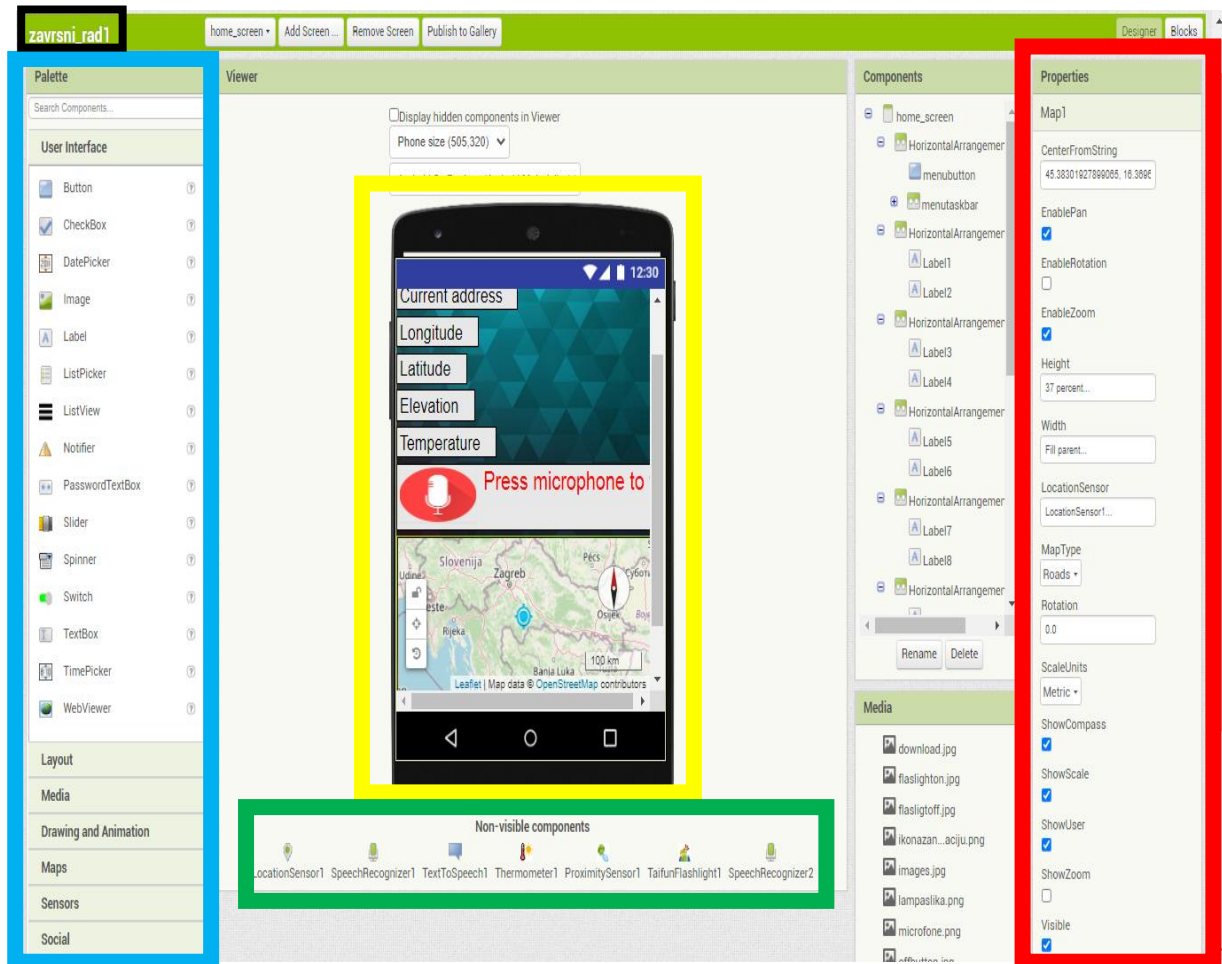 zavrsni_rad1
home_screen
Add Screen ...
Remove Screen
Publish to Gallery
Designer
Blocks
Palette
Search Components...
User Interface
Button
CheckBox
DatePicker
Image
Label
ListPicker
ListView
Notifier
PasswordTextBox
Slider
Spinner
Switch
TextBox
TimePicker
WebViewer
Layout
Media
Drawing and Animation
Maps
Sensors
Social
Viewer
Display hidden components in Viewer
Phone size (505,320)
12:30
Current address
Longitude
Latitude
Elevation
Temperature
Press microphone to
Slovenija
Pécs
Zagreb
Udine
Rijeka
Osijek
Banja Luka
100 km
Leaflet | Map data © OpenStreetMap contributors
Non-visible components
LocationSensor1 SpeechRecognizer1 TextToSpeech1 Thermometer1 ProximitySensor1 TaifunFlashlight1 SpeechRecognizer2
Components
home_screen
HorizontalArrangemer
menubutton
menutaskbar
HorizontalArrangemer
Label1
Label2
HorizontalArrangemer
Label3
Label4
HorizontalArrangemer
Label5
Label6
HorizontalArrangemer
Label7
Label8
HorizontalArrangemer
Rename
Delete
Media
download.jpg
flaslighton.jpg
flasligtoff.jpg
ikonazan...aciju.png
images.jpg
lampaslika.png
microfone.png
offbutton.jpg
Properties
Map1
CenterFromString
45.38301927899065, 16.3696
EnablePan
EnableRotation
EnableZoom
Height
37 percent...
Width
Fill parent...
LocationSensor
LocationSensor1...
MapType
Roads
Rotation
0.0
ScaleUnits
Metric
ShowCompass
ShowScale
ShowUser
ShowZoom
Visible